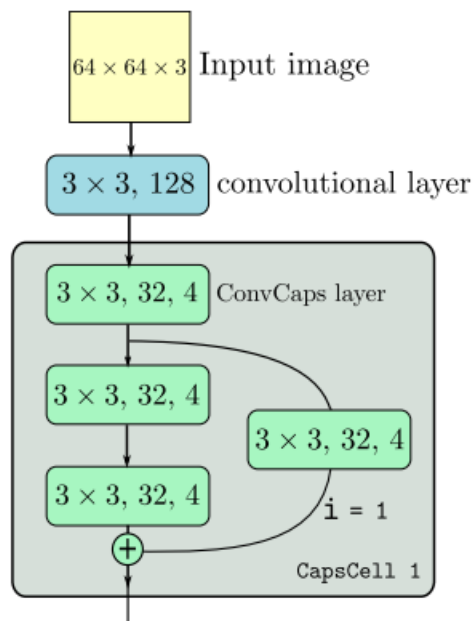 64 × 64 × 3 Input image
3 × 3, 128 convolutional layer
3 × 3, 32, 4 ConvCaps layer
3 × 3, 32, 4
3 × 3, 32, 4
3 × 3, 32, 4
i = 1
+
CapsCell 1